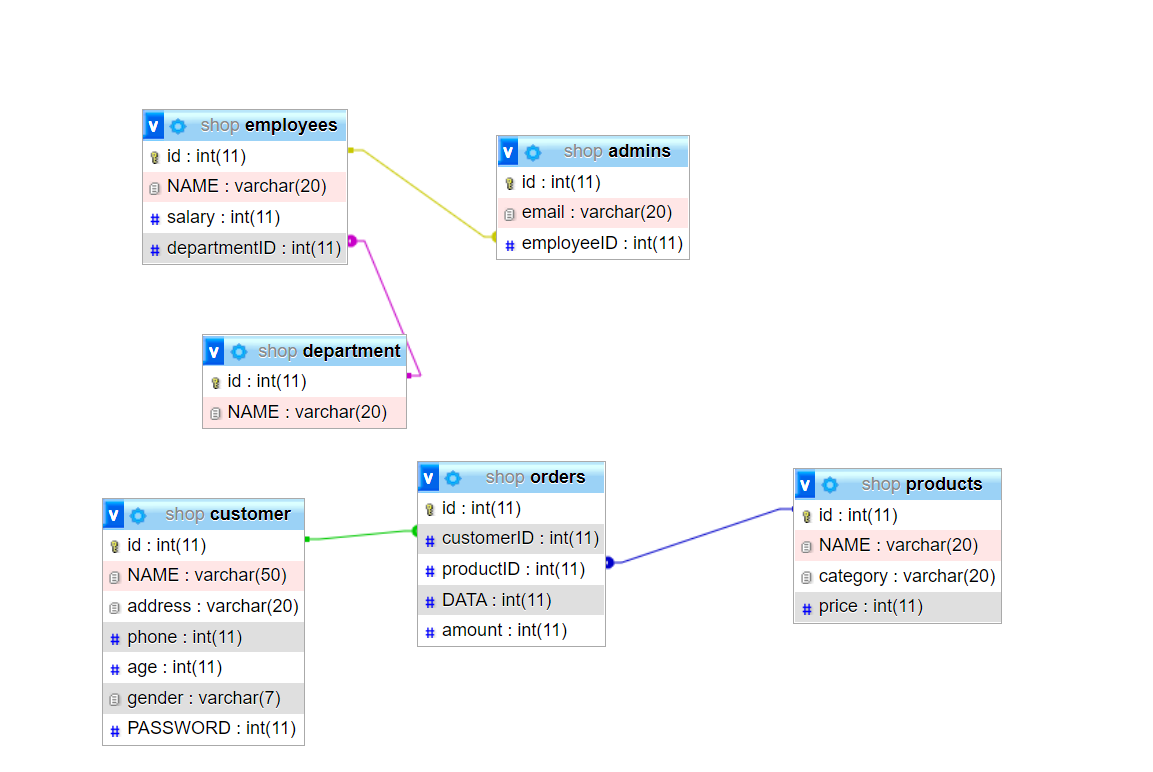 v shop employees
id : int(11)
NAME : varchar(20)
# salary : int(11)
# departmentID : int(11)
v shop admins
id : int(11)
email : varchar(20)
# employeeID : int(11)
v shop department
id : int(11)
NAME : varchar(20)
v shop orders
id : int(11)
# customerID : int(11)
# productID : int(11)
# DATA : int(11)
# amount : int(11)
v shop products
id : int(11)
NAME : varchar(20)
category : varchar(20)
# price : int(11)
v shop customer
id : int(11)
NAME : varchar(50)
address : varchar(20)
# phone : int(11)
# age : int(11)
gender : varchar(7)
# PASSWORD : int(11)